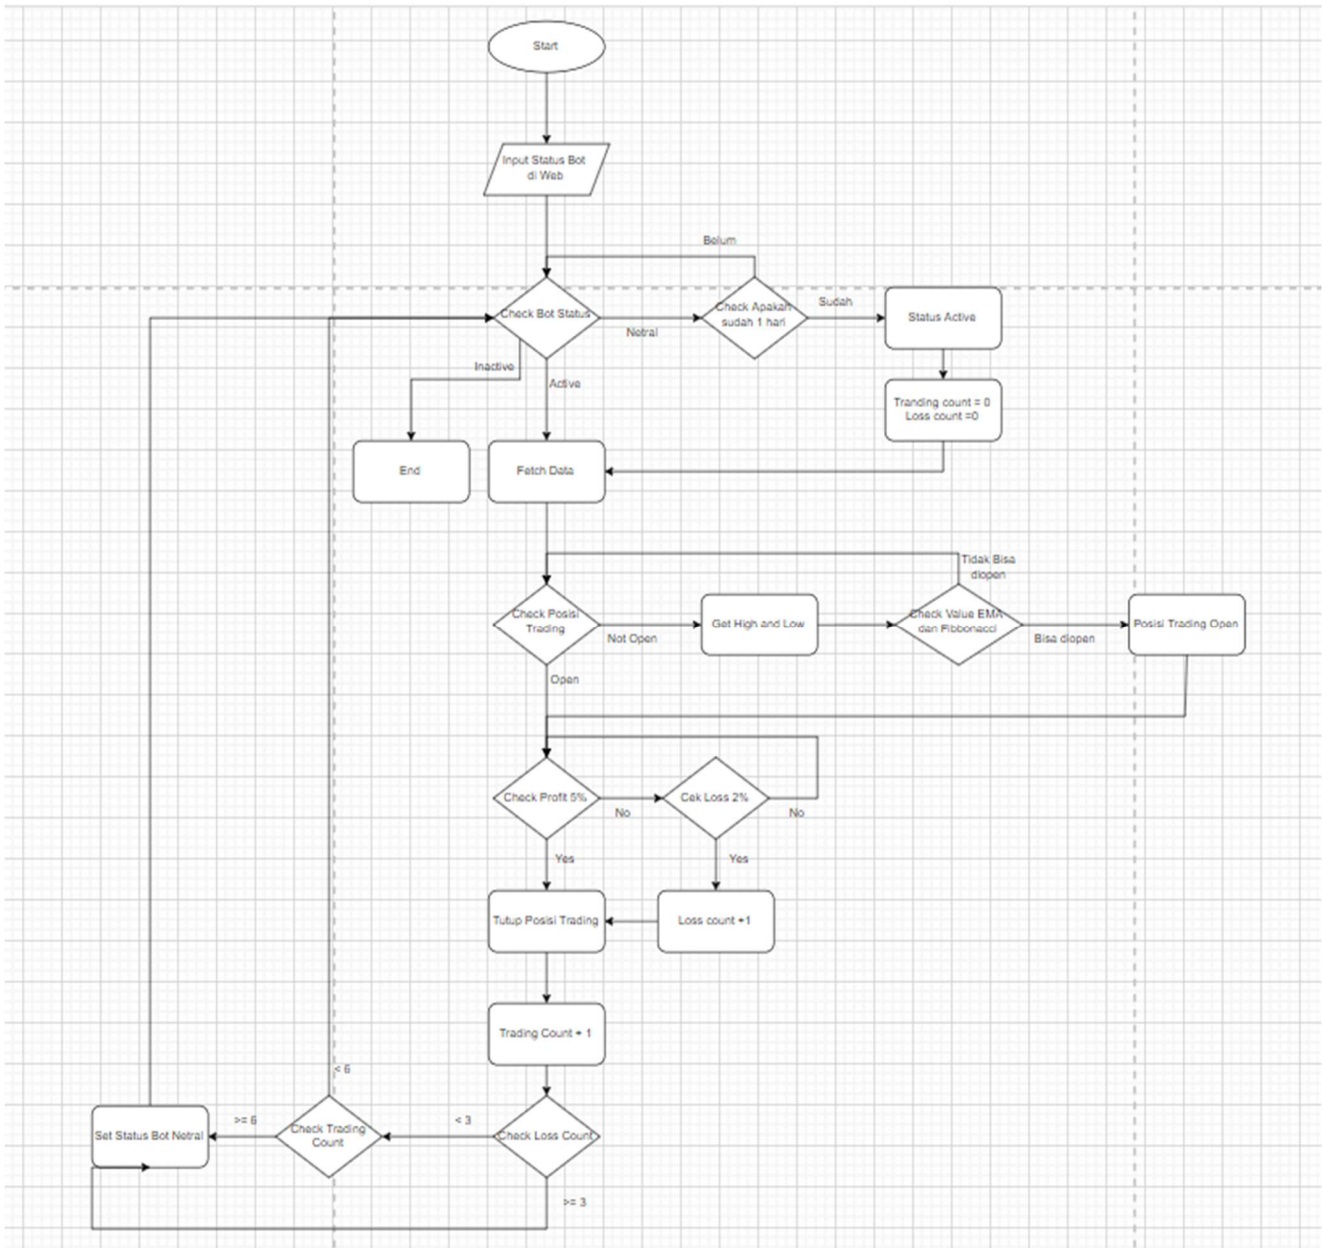 Start
Input Status Bot
di Web
Belum
Check Bot Status
Netral
Check Apakah
sudah 1 hari
Sudah
Status Active
Inactive
Active
Tranding count = 0
Loss count =0
End
Fetch Data
Tidak Bisa
diopen
Check Posisi
Trading
Not Open
Get High and Low
Check Value EMA
dan Fibbonacci
Bisa diopen
Posisi Trading Open
Open
Check Profit 5%
No
Cek Loss 2%
No
Yes
Yes
Tutup Posisi Trading
Loss count +1
Trading Count + 1
< 6
Set Status Bot Netral
>= 6
Check Trading
Count
< 3
Check Loss Count
>= 3